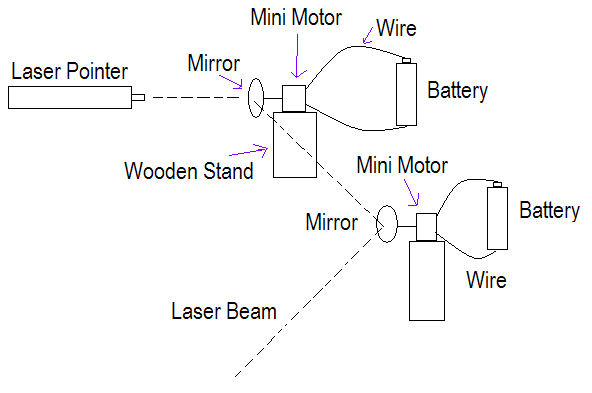 Mini Motor
Wire
Laser Pointer
Mirror
Battery
Wooden Stand
Mini Motor
Battery
Mirror
Wire
Laser Beam